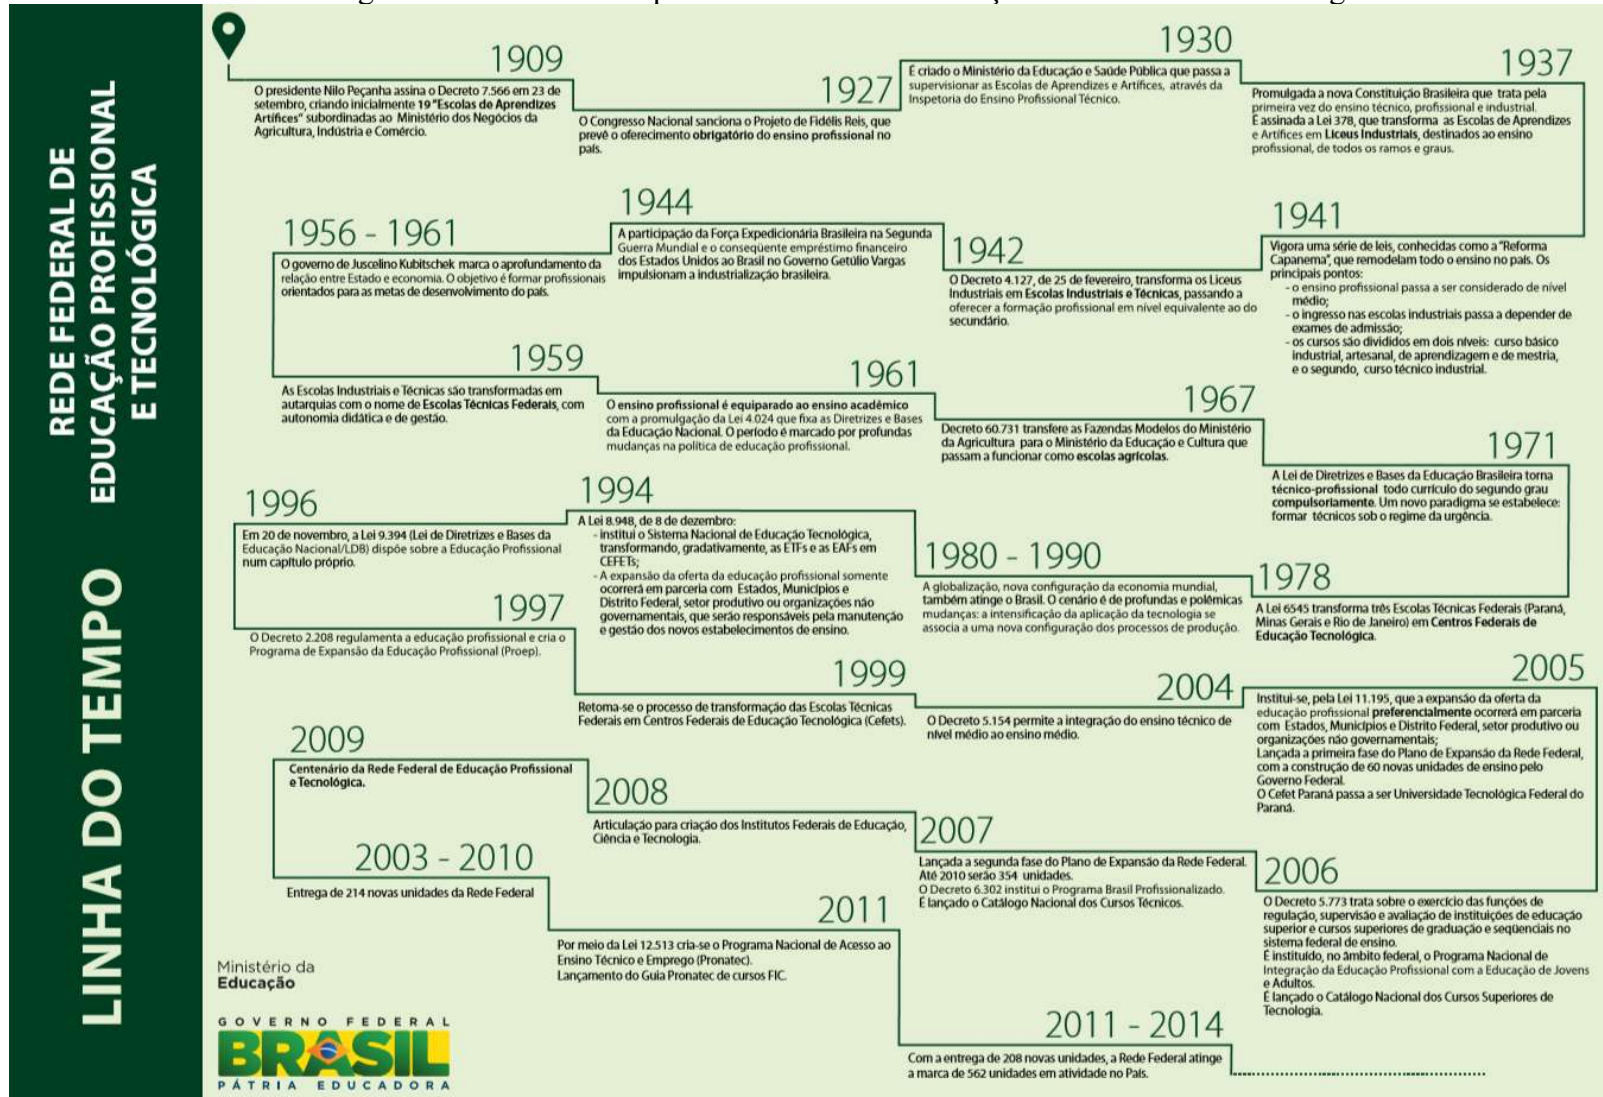 REDE FEDERAL DE
EDUCAÇÃO PROFISSIONAL
E TECNOLÓGICA
LINHA DO TEMPO
1909
O presidente Nilo Peçanha assina o Decreto 7.566 em 23 de
setembro, criando inicialmente 19 "Escolas de Aprendizes
Artífices" subordinadas ao Ministério dos Negócios da
Agricultura, Indústria e Comércio.
1927
O Congresso Nacional sanciona o Projeto de Fidélis Reis, que
prevê o oferecimento obrigatório do ensino profissional no
país.
1930
É criado o Ministério da Educação e Saúde Pública que passa a
supervisionar as Escolas de Aprendizes e Artífices, através da
Inspetoria do Ensino Profissional Técnico.
1937
Promulgada a nova Constituição Brasileira que trata pela
primeira vez do ensino técnico, profissional e industrial.
É assinada a Lei 378, que transforma as Escolas de Aprendizes
e Artífices em Liceus Industriais, destinados ao ensino
profissional, de todos os ramos e graus.
1941
Vigora uma série de leis, conhecidas como a "Reforma
Capanema", que remodelam todo o ensino no país. Os
principais pontos:
- o ensino profissional passa a ser considerado de nível
médio;
- o ingresso nas escolas industriais passa a depender de
exames de admissão;
- os cursos são divididos em dois níveis: curso básico
industrial, artesanal, de aprendizagem e de mestria,
e o segundo, curso técnico industrial.
1942
O Decreto 4.127, de 25 de fevereiro, transforma os Liceus
Industriais em Escolas Industriais e Técnicas, passando a
oferecer a formação profissional em nível equivalente ao do
secundário.
1944
A participação da Força Expedicionária Brasileira na Segunda
Guerra Mundial e o conseqüente empréstimo financeiro
dos Estados Unidos ao Brasil no Governo Getúlio Vargas
impulsionam a industrialização brasileira.
1956 - 1961
O governo de Juscelino Kubitschek marca o aprofundamento da
relação entre Estado e economia. O objetivo é formar profissionais
orientados para as metas de desenvolvimento do país.
1959
As Escolas Industriais e Técnicas são transformadas em
autarquias com o nome de Escolas Técnicas Federais, com
autonomia didática e de gestão.
1961
O ensino profissional é equiparado ao ensino acadêmico
com a promulgação da Lei 4.024 que fixa as Diretrizes e Bases
da Educação Nacional. O período é marcado por profundas
mudanças na política de educação profissional.
1967
Decreto 60.731 transfere as Fazendas Modelos do Ministério
da Agricultura para o Ministério da Educação e Cultura que
passam a funcionar como escolas agrícolas.
1971
A Lei de Diretrizes e Bases da Educação Brasileira torna
técnico-profissional todo currículo do segundo grau
compulsoriamente. Um novo paradigma se estabelece:
formar técnicos sob o regime da urgência.
1978
A Lei 6545 transforma três Escolas Técnicas Federais (Paraná,
Minas Gerais e Rio de Janeiro) em Centros Federais de
Educação Tecnológica.
1980 - 1990
A globalização, nova configuração da economia mundial,
também atinge o Brasil. O cenário é de profundas e polêmicas
mudanças: a intensificação da aplicação da tecnologia se
associa a uma nova configuração dos processos de produção.
1994
A Lei 8.948, de 8 de dezembro:
- institui o Sistema Nacional de Educação Tecnológica,
transformando, gradativamente, as ETFs e as EAFs em
CEFETs;
- A expansão da oferta da educação profissional somente
ocorrerá em parceria com Estados, Municípios e
Distrito Federal, setor produtivo ou organizações não
governamentais, que serão responsáveis pela manutenção
e gestão dos novos estabelecimentos de ensino.
1996
Em 20 de novembro, a Lei 9.394 (Lei de Diretrizes e Bases da
Educação Nacional/LDB) dispõe sobre a Educação Profissional
num capítulo próprio.
1997
O Decreto 2.208 regulamenta a educação profissional e cria o
Programa de Expansão da Educação Profissional (Proep).
1999
Retoma-se o processo de transformação das Escolas Técnicas
Federais em Centros Federais de Educação Tecnológica (Cefets).
2004
O Decreto 5.154 permite a integração do ensino técnico de
nível médio ao ensino médio.
2005
Institui-se, pela Lei 11.195, que a expansão da oferta da
educação profissional preferencialmente ocorrerá em parceria
com Estados, Municípios e Distrito Federal, setor produtivo ou
organizações não governamentais;
Lançada a primeira fase do Plano de Expansão da Rede Federal,
com a construção de 60 novas unidades de ensino pelo
Governo Federal.
O Cefet Paraná passa a ser Universidade Tecnológica Federal do
Paraná.
2006
O Decreto 5.773 trata sobre o exercício das funções de
regulação, supervisão e avaliação de instituições de educação
superior e cursos superiores de graduação e seqüenciais no
sistema federal de ensino.
É instituído, no âmbito federal, o Programa Nacional de
Integração da Educação Profissional com a Educação de Jovens
e Adultos.
É lançado o Catálogo Nacional dos Cursos Superiores de
Tecnologia.
2007
Lançada a segunda fase do Plano de Expansão da Rede Federal.
Até 2010 serão 354 unidades.
O Decreto 6.302 institui o Programa Brasil Profissionalizado.
É lançado o Catálogo Nacional dos Cursos Técnicos.
2008
Articulação para criação dos Institutos Federais de Educação,
Ciência e Tecnologia.
2009
Centenário da Rede Federal de Educação Profissional
e Tecnológica.
2003 - 2010
Entrega de 214 novas unidades da Rede Federal
2011
Por meio da Lei 12.513 cria-se o Programa Nacional de Acesso ao
Ensino Técnico e Emprego (Pronatec).
Lançamento do Guia Pronatec de cursos FIC.
2011 - 2014
Com a entrega de 208 novas unidades, a Rede Federal atinge
a marca de 562 unidades em atividade no País.
Ministério da
Educação
GOVERNO FEDERAL
BRASIL
PÁTRIA EDUCADORA